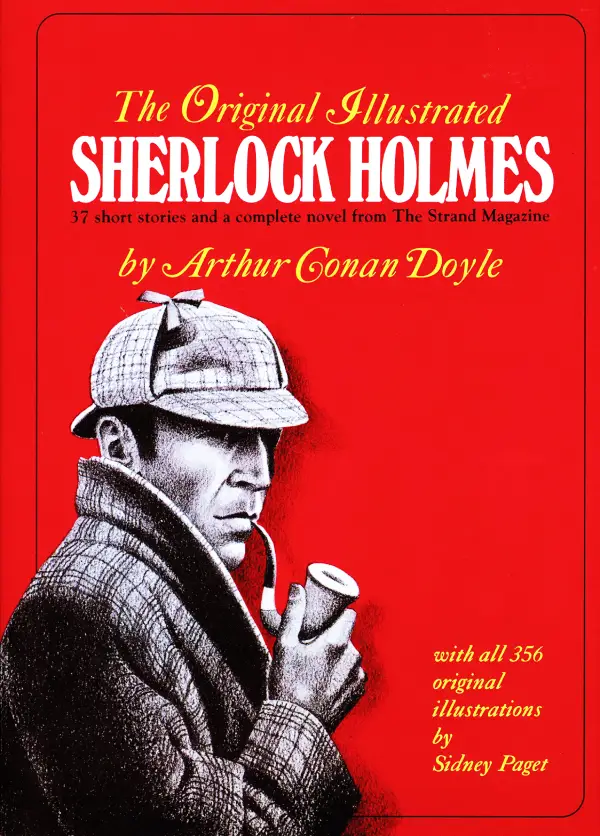 The Original Illustrated
SHERLOCK HOLMES
37 short stories and a complete novel from The Strand Magazine
by Arthur Conan Doyle
with all 356
original
illustrations
by
Sidney Paget